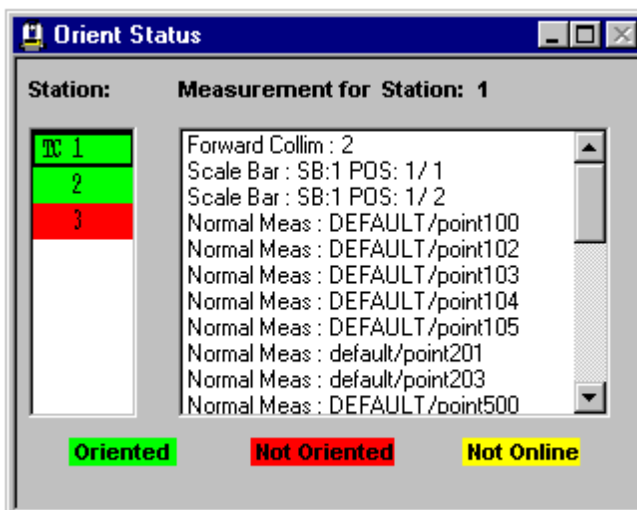 Orient Status
Station:
Measurement for Station: 1
TC 1
2
3
Forward Collim : 2
Scale Bar : SB:1 POS: 1/ 1
Scale Bar : SB:1 POS: 1/ 2
Normal Meas : DEFAULT/point100
Normal Meas : DEFAULT/point102
Normal Meas : DEFAULT/point103
Normal Meas : DEFAULT/point104
Normal Meas : DEFAULT/point105
Normal Meas : default/point201
Normal Meas : default/point203
Normal Meas : DEFAULT/point500
Oriented
Not Oriented
Not Online